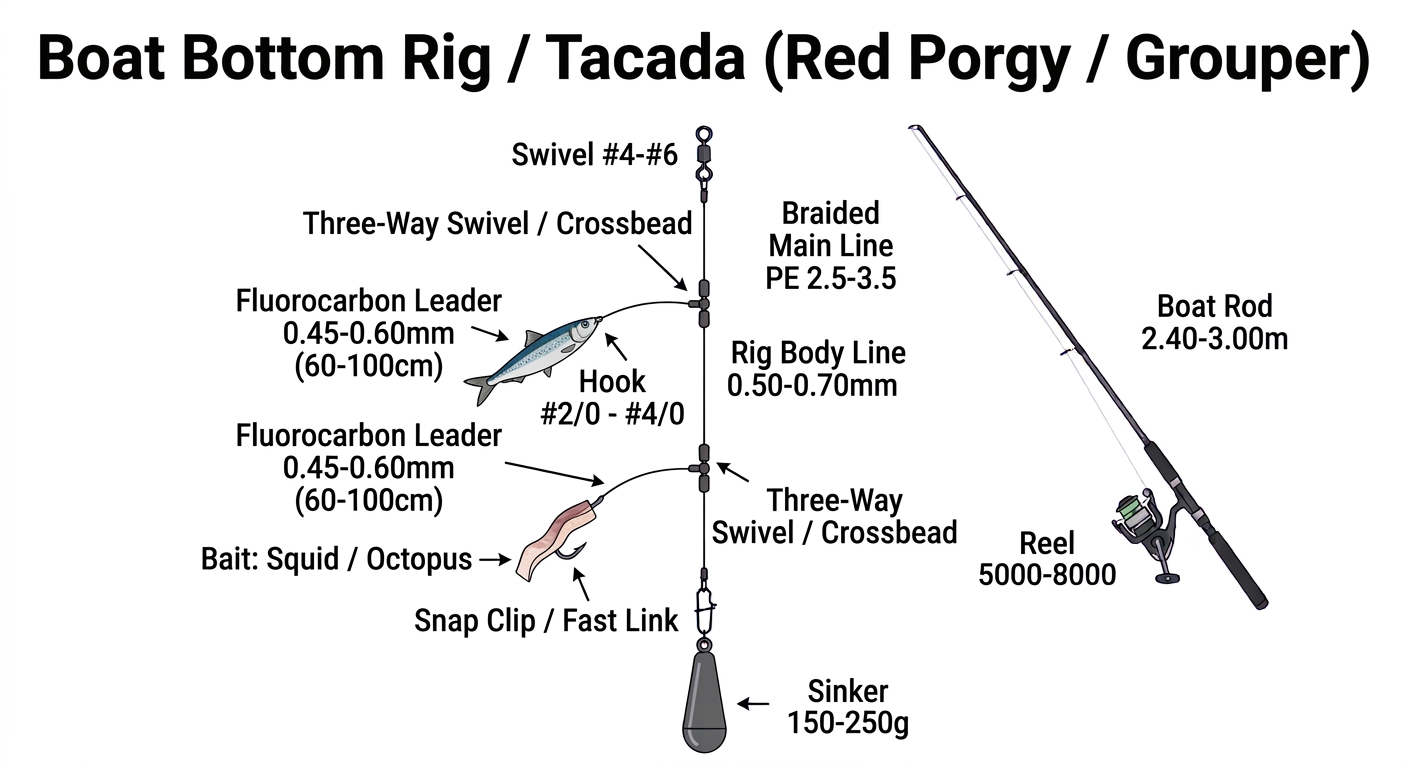 Boat Bottom Rig / Tacada (Red Porgy / Grouper)
Swivel #4-#6
Three-Way Swivel / Crossbead
Braided
Main Line
PE 2.5-3.5
Fluorocarbon Leader
0.45-0.60mm
(60-100cm)
Boat Rod
2.40-3.00m
Rig Body Line
0.50-0.70mm
Hook
#2/0 - #4/0
Fluorocarbon Leader
0.45-0.60mm
(60-100cm)
Three-Way
Swivel / Crossbead
Bait: Squid / Octopus
Reel
5000-8000
Snap Clip / Fast Link
Sinker
150-250g